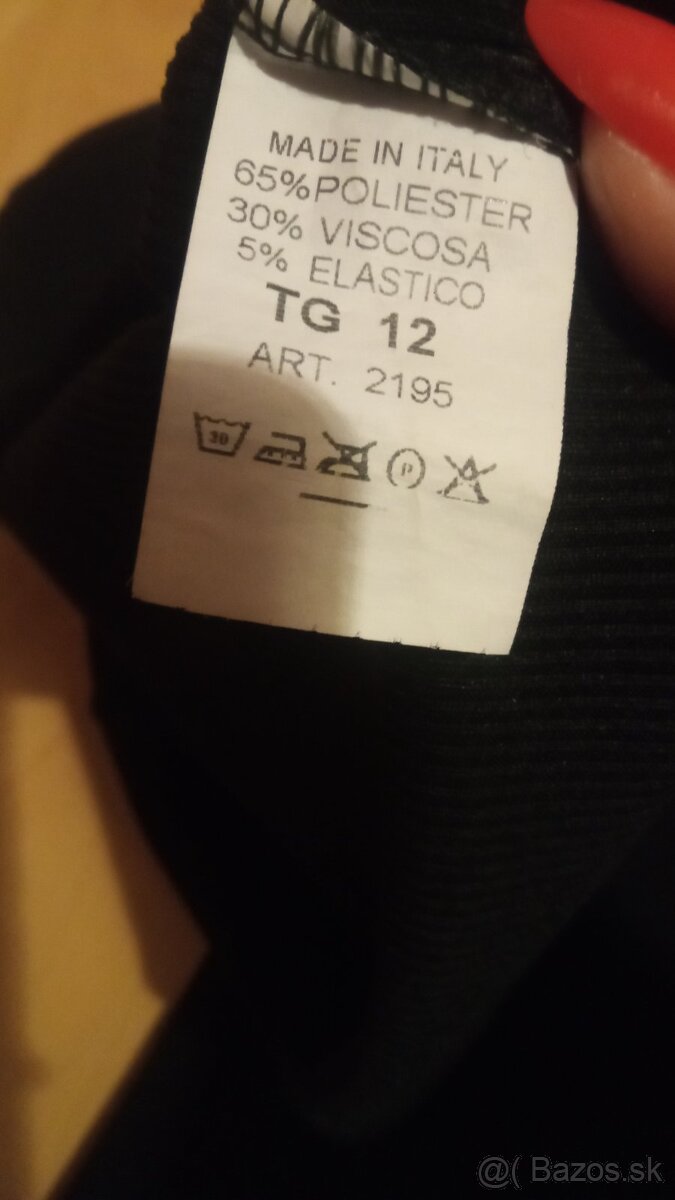 MADE IN ITALY
65%POLIESTER
30% VISCOSA
5% ELASTICO
TG 12
ART. 2195
30
P
A
@( Bazos.sk